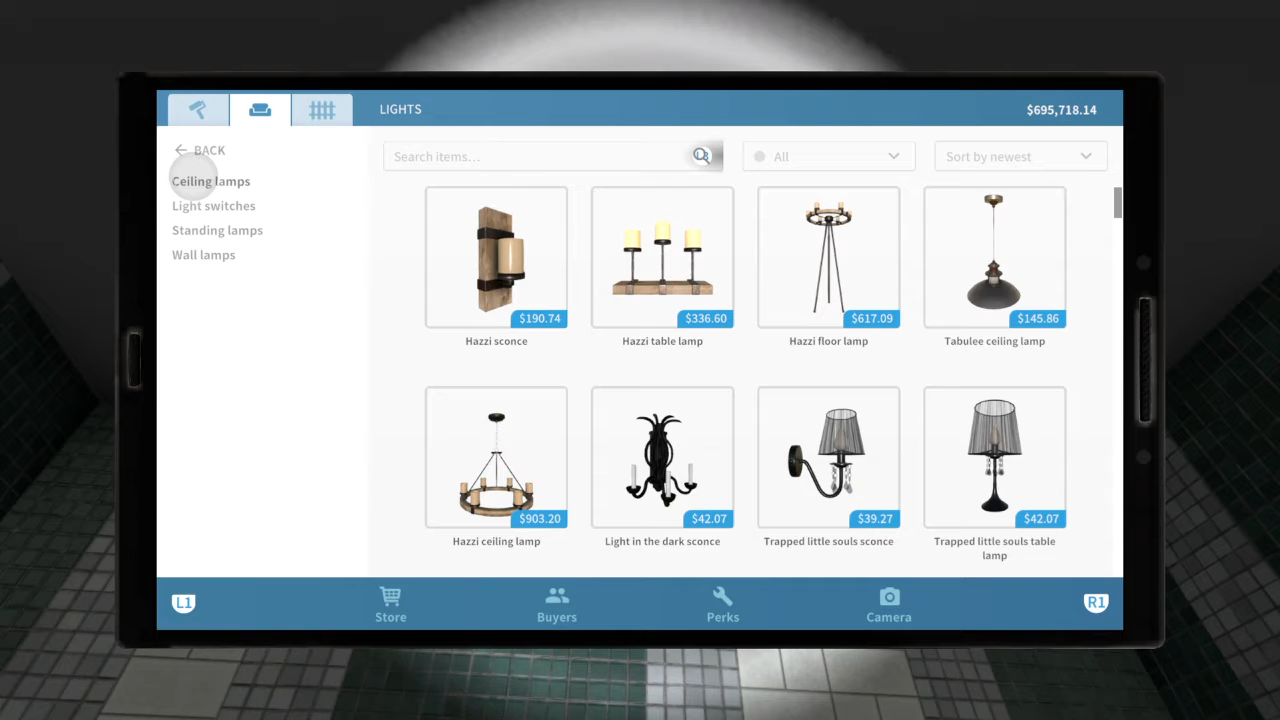 LIGHTS
$695,718.14
BACK
Ceiling lamps
Light switches
Standing lamps
Wall lamps
Search items...
All
Sort by newest
$190.74
$336.60
$617.09
$145.86
Hazzi sconce
Hazzi table lamp
Hazzi floor lamp
Tabulee ceiling lamp
$903.20
$42.07
$39.27
$42.07
Hazzi ceiling lamp
Light in the dark sconce
Trapped little souls sconce
Trapped little souls table
lamp
L1
Store
Buyers
Perks
Camera
R1